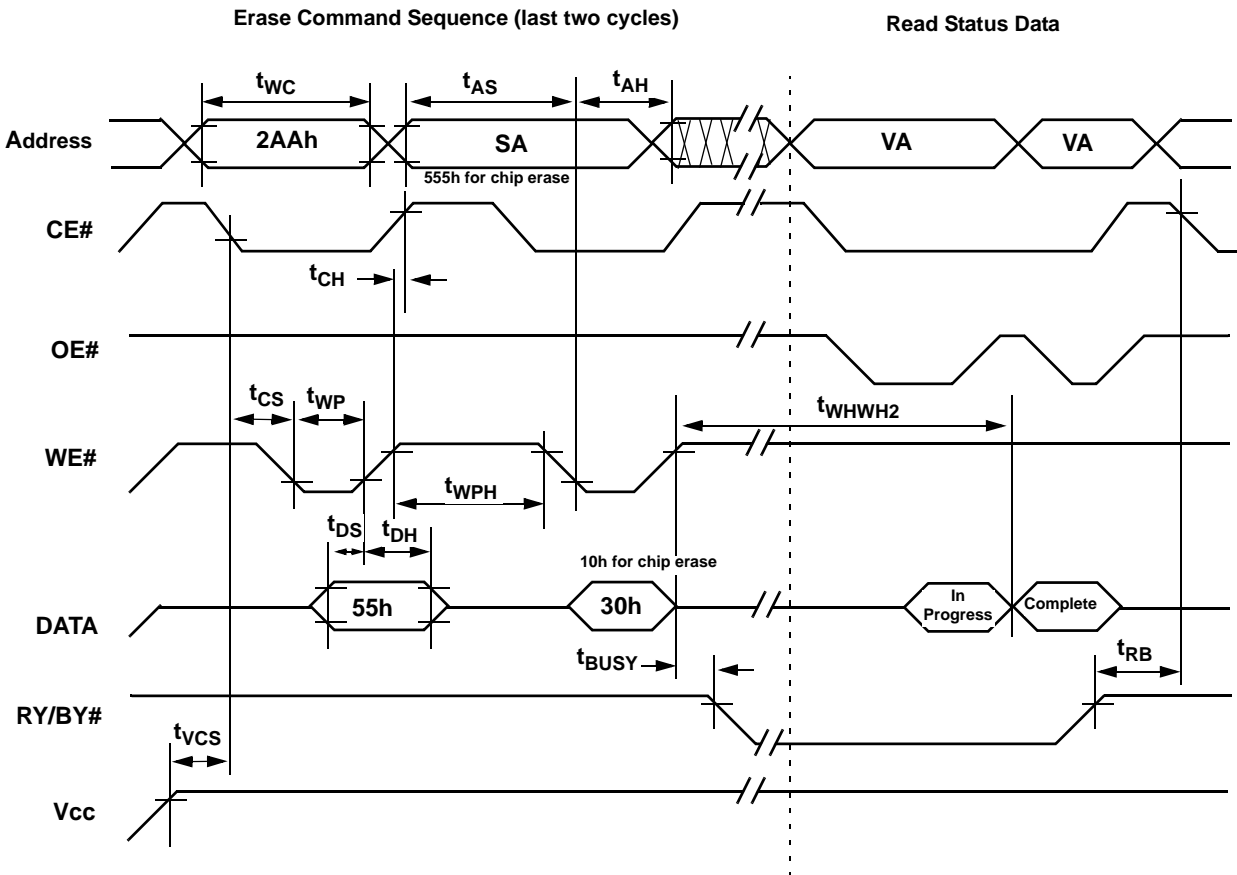 Erase Command Sequence (last two cycles)
Read Status Data
tWC
tAS
tAH
Address
2AAh
SA
VA
VA
555h for chip erase
CE#
tCH
OE#
tCS
tWP
tWHWH2
WE#
tWPH
tDS
tDH
10h for chip erase
DATA
55h
30h
In
Progress
Complete
tBUSY
tRB
RY/BY#
tVCS
Vcc